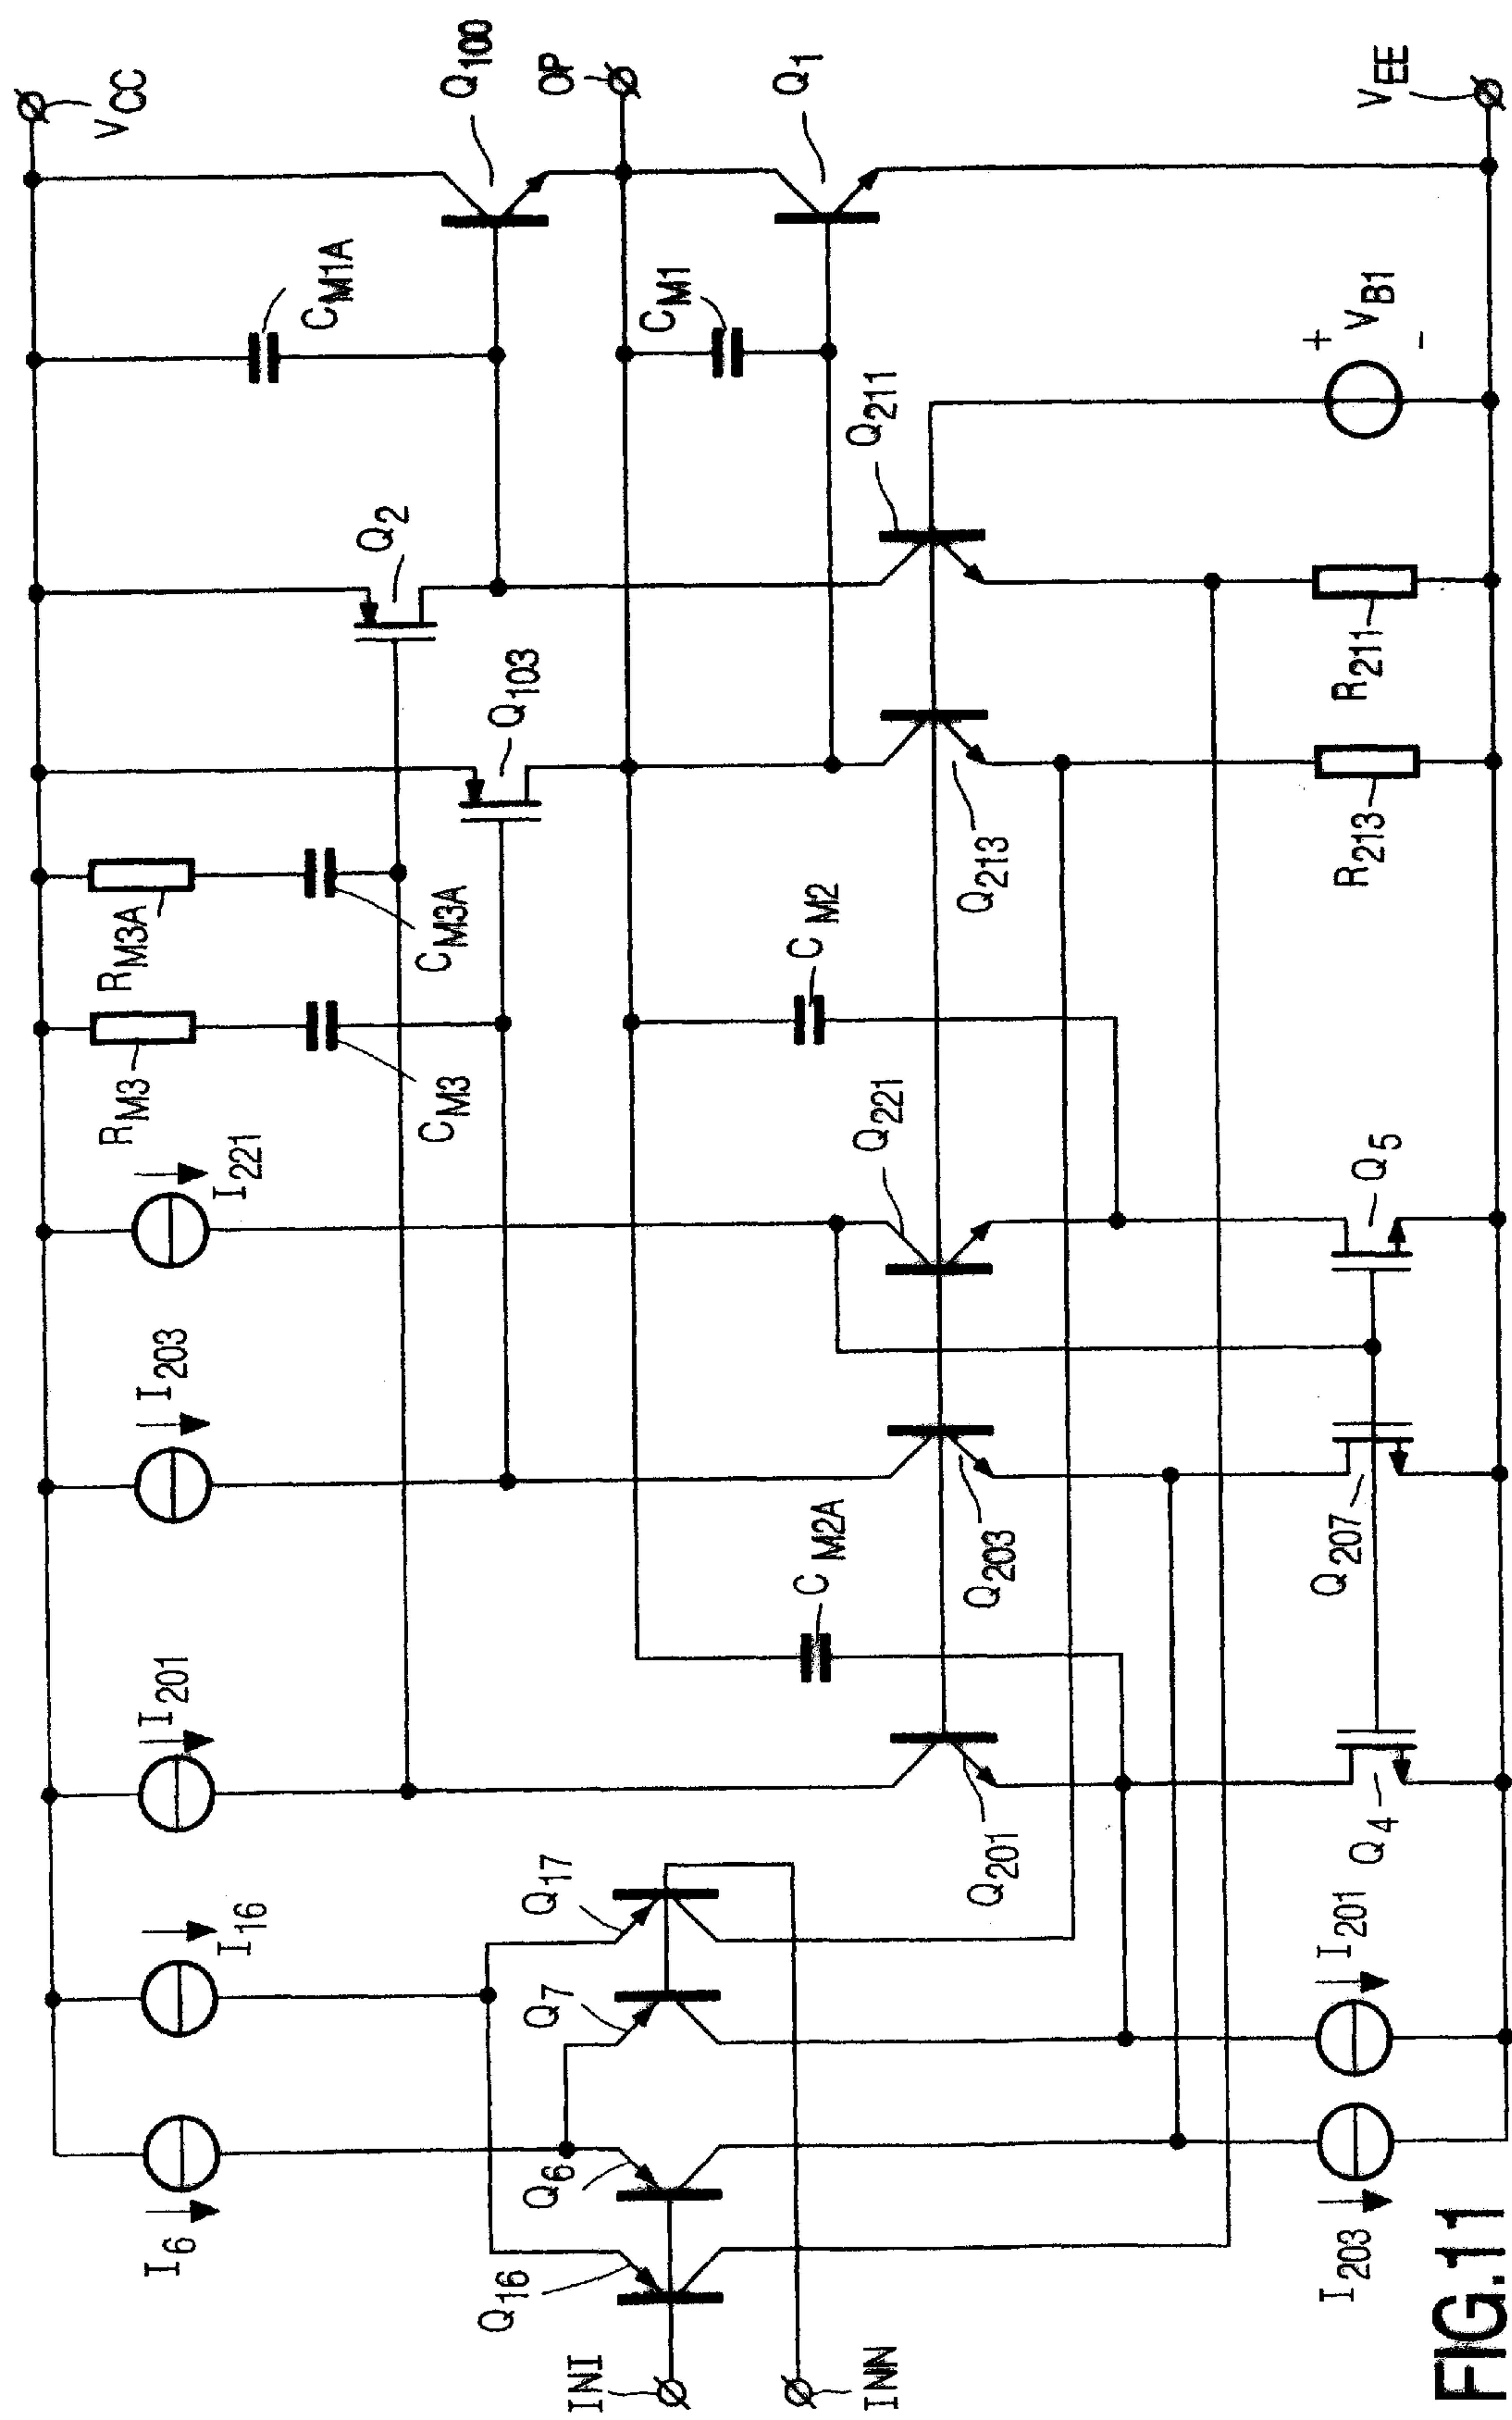 VCC
Q100
OP
Q1
VEE
CM1A
CM1
+
VB1
-
Q2
Q211
R211
Q103
Q213
R213
RM3A
CM3A
CM2
RM3
CM3
I221
Q221
Q5
I203
Q203
Q207
CM2A
I201
Q201
Q4
I16
Q17
Q7
I201
I6
Q6
Q16
I203
INI
INN
FIG.11